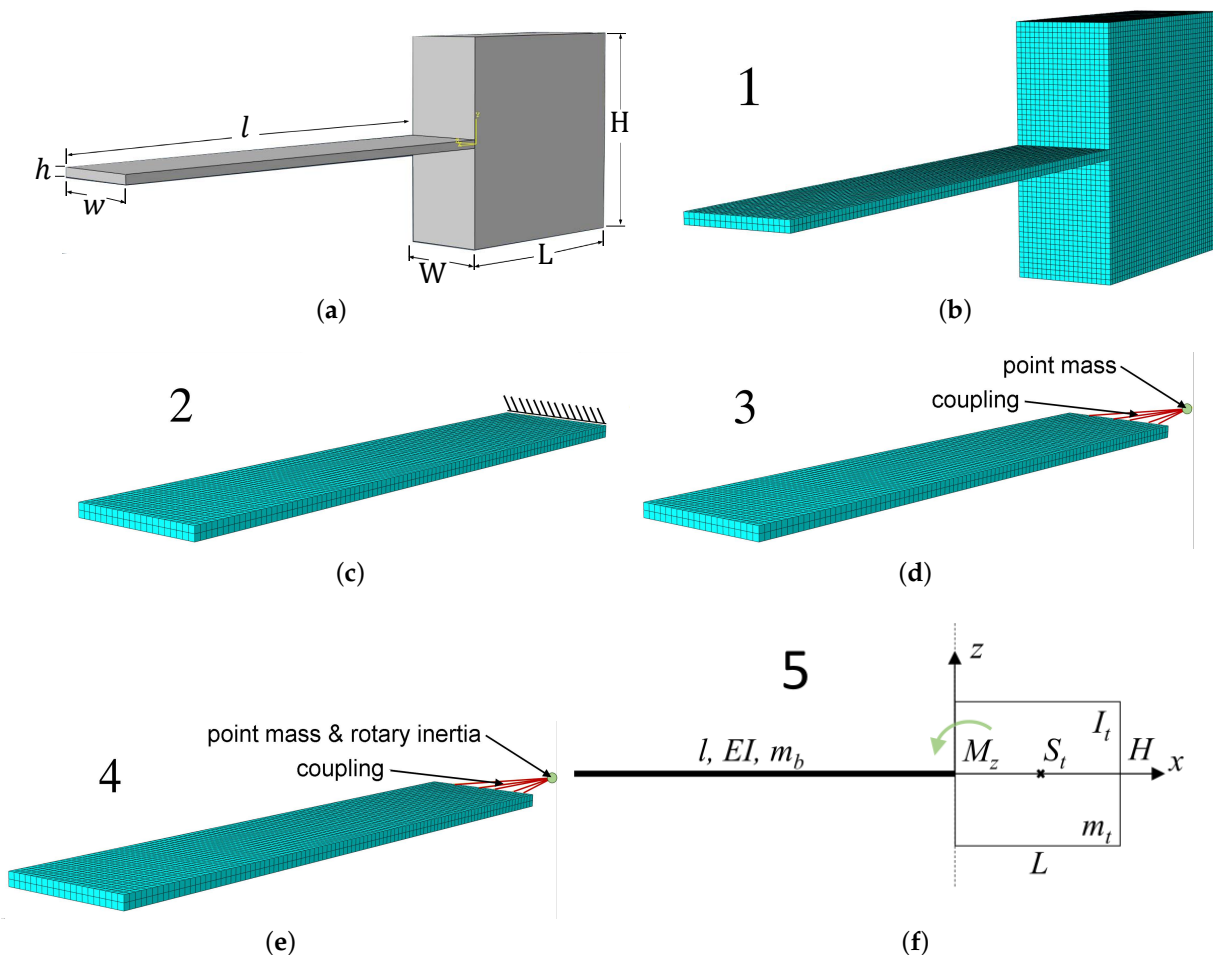 l
h
w
H
W
L
(a)
1
(b)
2
(c)
3
point mass
coupling
(d)
4
point mass & rotary inertia
coupling
(e)
5
z
l, EI, m_b
M_z
S_t
I_t
H
x
m_t
L
(f)